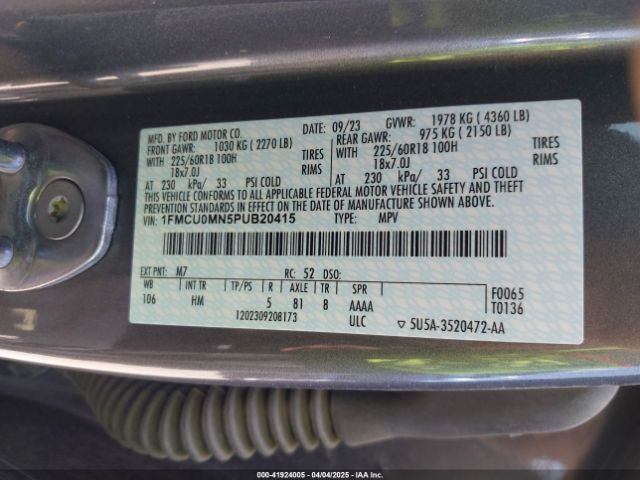 MFD. BY FORD MOTOR CO. DATE: 09/23 GVWR: 1978 KG ( 4360 LB)
FRONT GAWR: 1030 KG ( 2270 LB) REAR GAWR: 975 KG ( 2150 LB)
WITH 225/60R18 100H TIRES WITH 225/60R18 100H TIRES
18x7.0J RIMS 18x7.0J RIMS
AT 230 kPa/ 33 PSI COLD AT 230 kPa/ 33 PSI COLD
THIS VEHICLE CONFORMS TO ALL APPLICABLE FEDERAL MOTOR VEHICLE SAFETY AND THEFT
PREVENTION STANDARDS IN EFFECT ON THE DATE OF MANUFACTURE SHOWN ABOVE.
1FMCU0MN5PUB20415 TYPE: MPV
EXT PNT: M7 RC: 52 DSO:
WB INT TR TP/PS R AXLE TR SPR F0065
106 HM 5 81 8 AAAA T0136
1202309208173 ULC ▽ 5U5A-3520472-AA
000-41924005 - 04/04/2025 - IAA Inc.